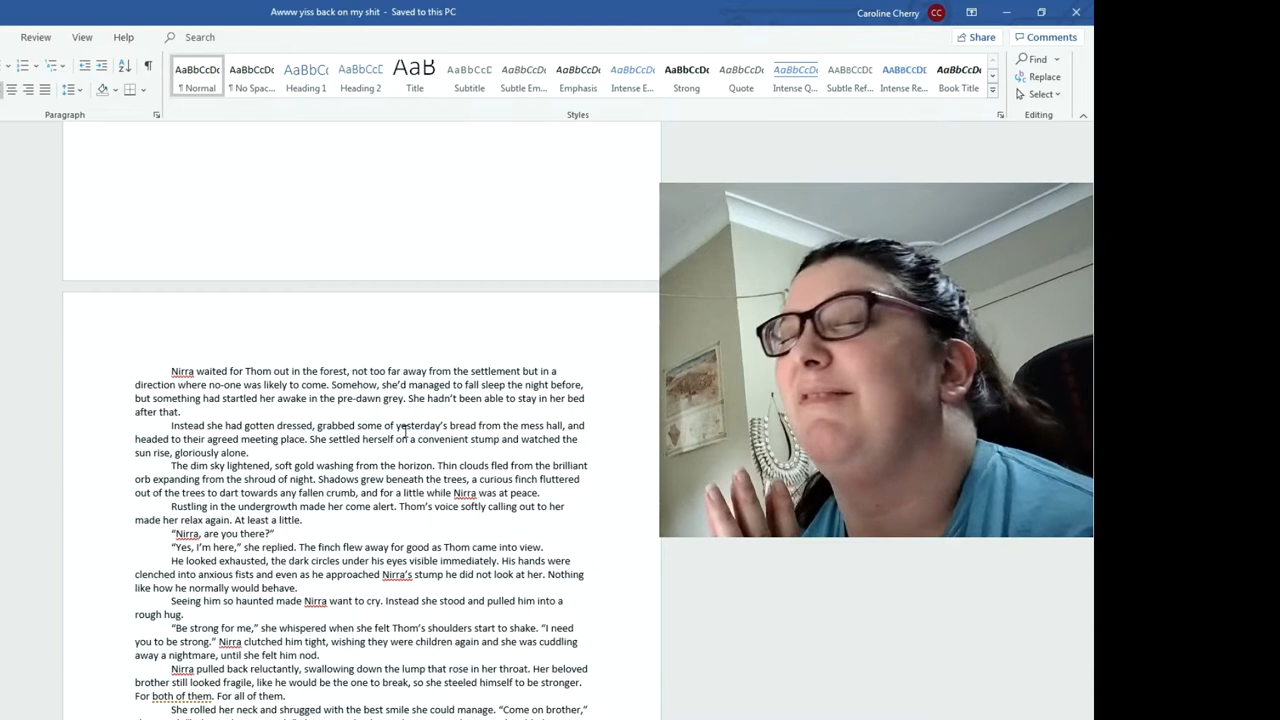 Awww yiss back on my shit - Saved to this PC
Caroline Cherry CC
Review View Help Search
Share Comments
AaBbCcDc AaBbCcDc AaBbCc AaBbCcE AaB AaBbCcD AaBbCcDc AaBbCcDc AaBbCcDc AaBbCcDc AaBbCcDc AaBbCcDc AABBCCDC AABBCCDC AaBbCcDc
¶ Normal ¶ No Spac... Heading 1 Heading 2 Title Subtitle Subtle Em... Emphasis Intense E... Strong Quote Intense Q... Subtle Ref... Intense Re... Book Title
Find
Replace
Select
Paragraph Styles Editing
Nirra waited for Thom out in the forest, not too far away from the settlement but in a
direction where no-one was likely to come. Somehow, she'd managed to fall sleep the night before,
but something had startled her awake in the pre-dawn grey. She hadn't been able to stay in her bed
after that.
Instead she had gotten dressed, grabbed some of yesterday's bread from the mess hall, and
headed to their agreed meeting place. She settled herself on a convenient stump and watched the
sun rise, gloriously alone.
The dim sky lightened, soft gold washing from the horizon. Thin clouds fled from the brilliant
orb expanding from the shroud of night. Shadows grew beneath the trees, a curious finch fluttered
out of the trees to dart towards any fallen crumb, and for a little while Nirra was at peace.
Rustling in the undergrowth made her come alert. Thom's voice softly calling out to her
made her relax again. At least a little.
“Nirra, are you there?”
“Yes, I'm here,” she replied. The finch flew away for good as Thom came into view.
He looked exhausted, the dark circles under his eyes visible immediately. His hands were
clenched into anxious fists and even as he approached Nirra's stump he did not look at her. Nothing
like how he normally would behave.
Seeing him so haunted made Nirra want to cry. Instead she stood and pulled him into a
rough hug.
“Be strong for me,” she whispered when she felt Thom's shoulders start to shake. “I need
you to be strong.” Nirra clutched him tight, wishing they were children again and she was cuddling
away a nightmare, until she felt him nod.
Nirra pulled back reluctantly, swallowing down the lump that rose in her throat. Her beloved
brother still looked fragile, like he would be the one to break, so she steeled himself to be stronger.
For both of them. For all of them.
She rolled her neck and shrugged with the best smile she could manage. “Come on brother,”